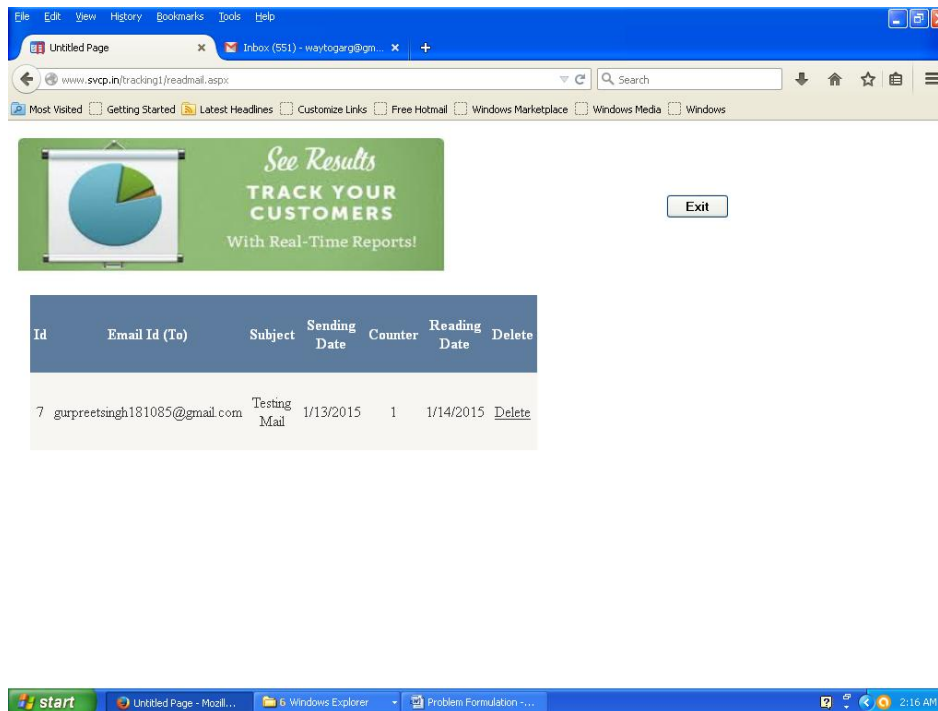 File Edit View History Bookmarks Tools Help
Untitled Page Inbox (551) - waytogarg@gm...
www.svcp.in/tracking1/readmail.aspx Search
Most Visited Getting Started Latest Headlines Customize Links Free Hotmail Windows Marketplace Windows Media Windows
See Results
TRACK YOUR
CUSTOMERS
With Real-Time Reports!
Exit
Id Email Id (To) Subject Sending Date Counter Reading Date Delete
7 gurpreetsingh181085@gmail.com Testing Mail 1/13/2015 1 1/14/2015 Delete
start Untitled Page - Mozill... 6 Windows Explorer Problem Formulation -... 2:16 AM